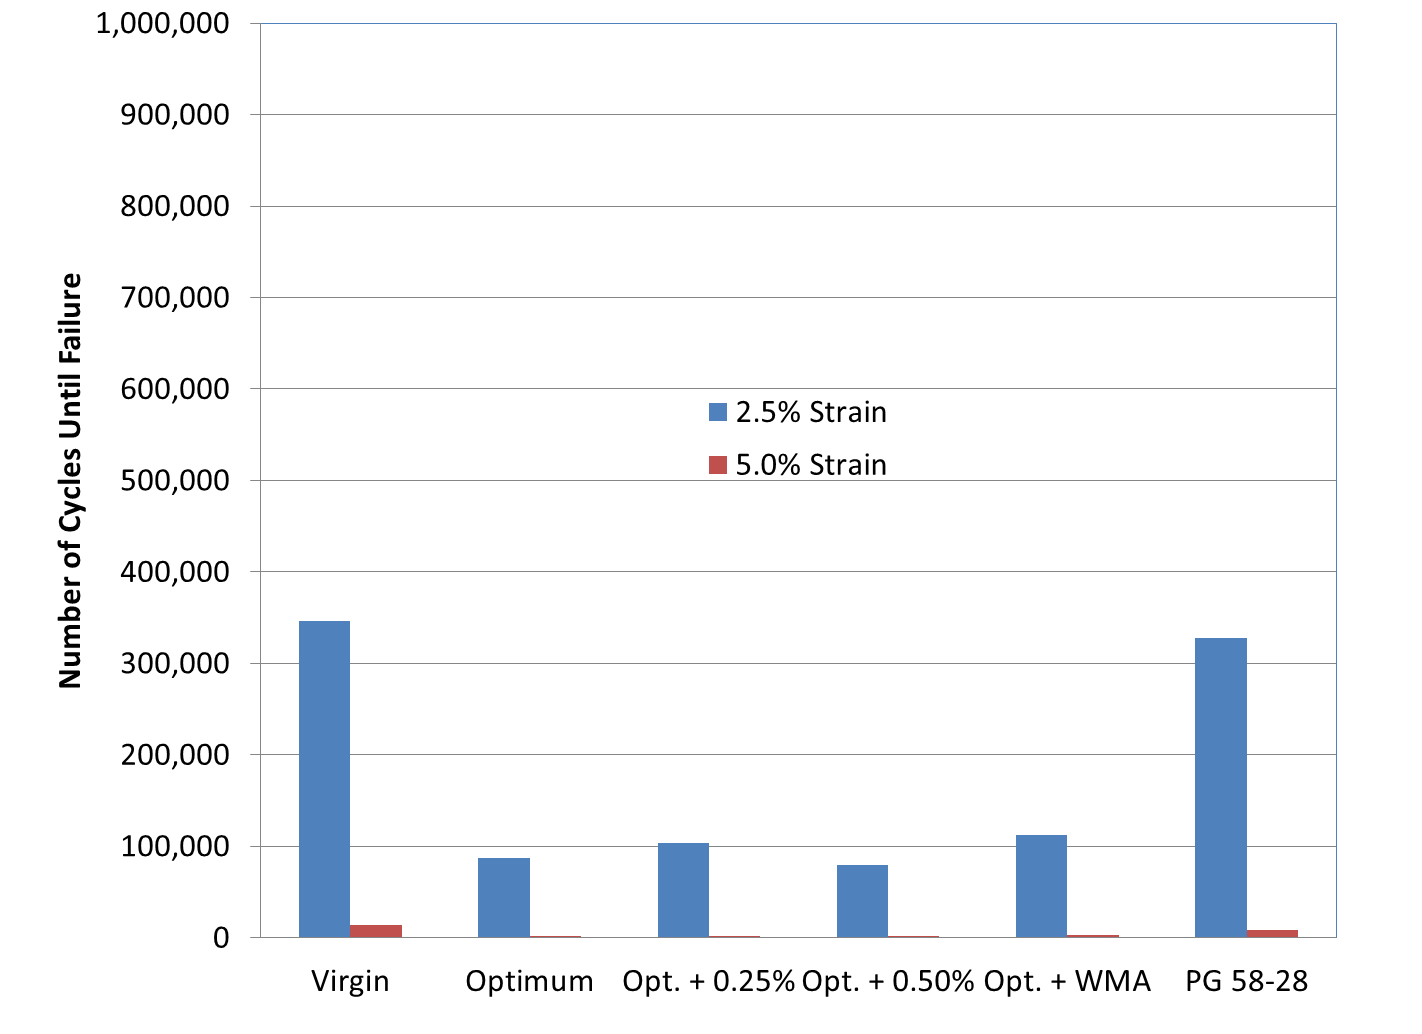 Number of Cycles Until Failure
1,000,000
900,000
800,000
700,000
600,000
500,000
400,000
300,000
200,000
100,000
0
2.5% Strain
5.0% Strain
Virgin
Optimum
Opt. + 0.25%
Opt. + 0.50%
Opt. + WMA
PG 58-28